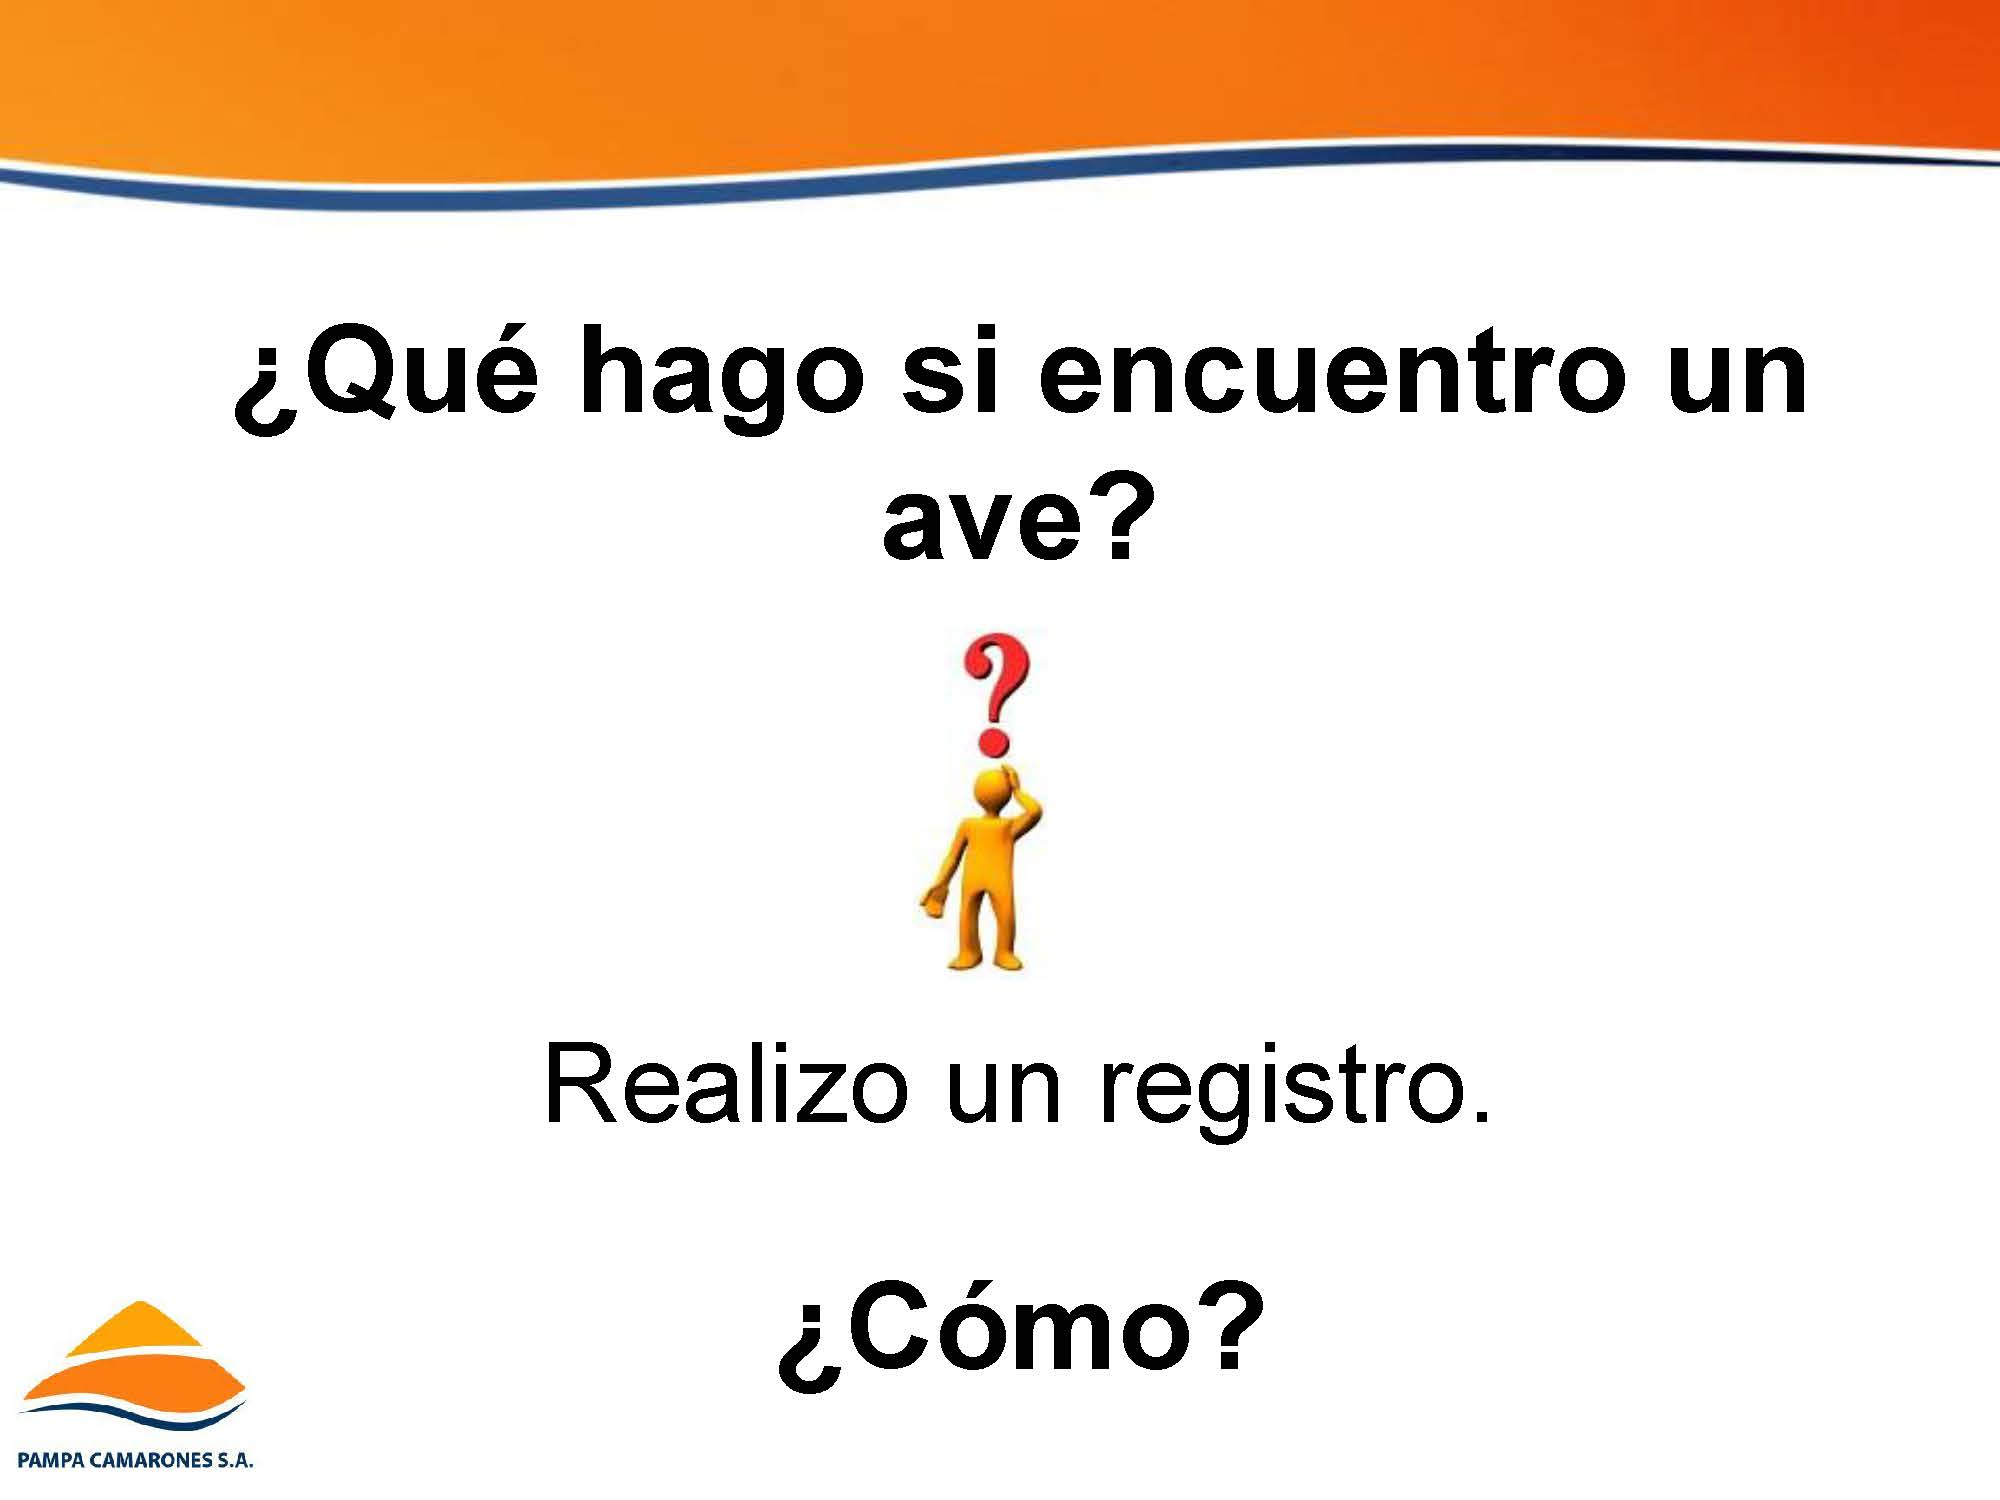 ¿Qué hago si encuentro un
ave?
?
Realizo un registro.
¿Cómo?
PAMPA CAMARONES S.A.